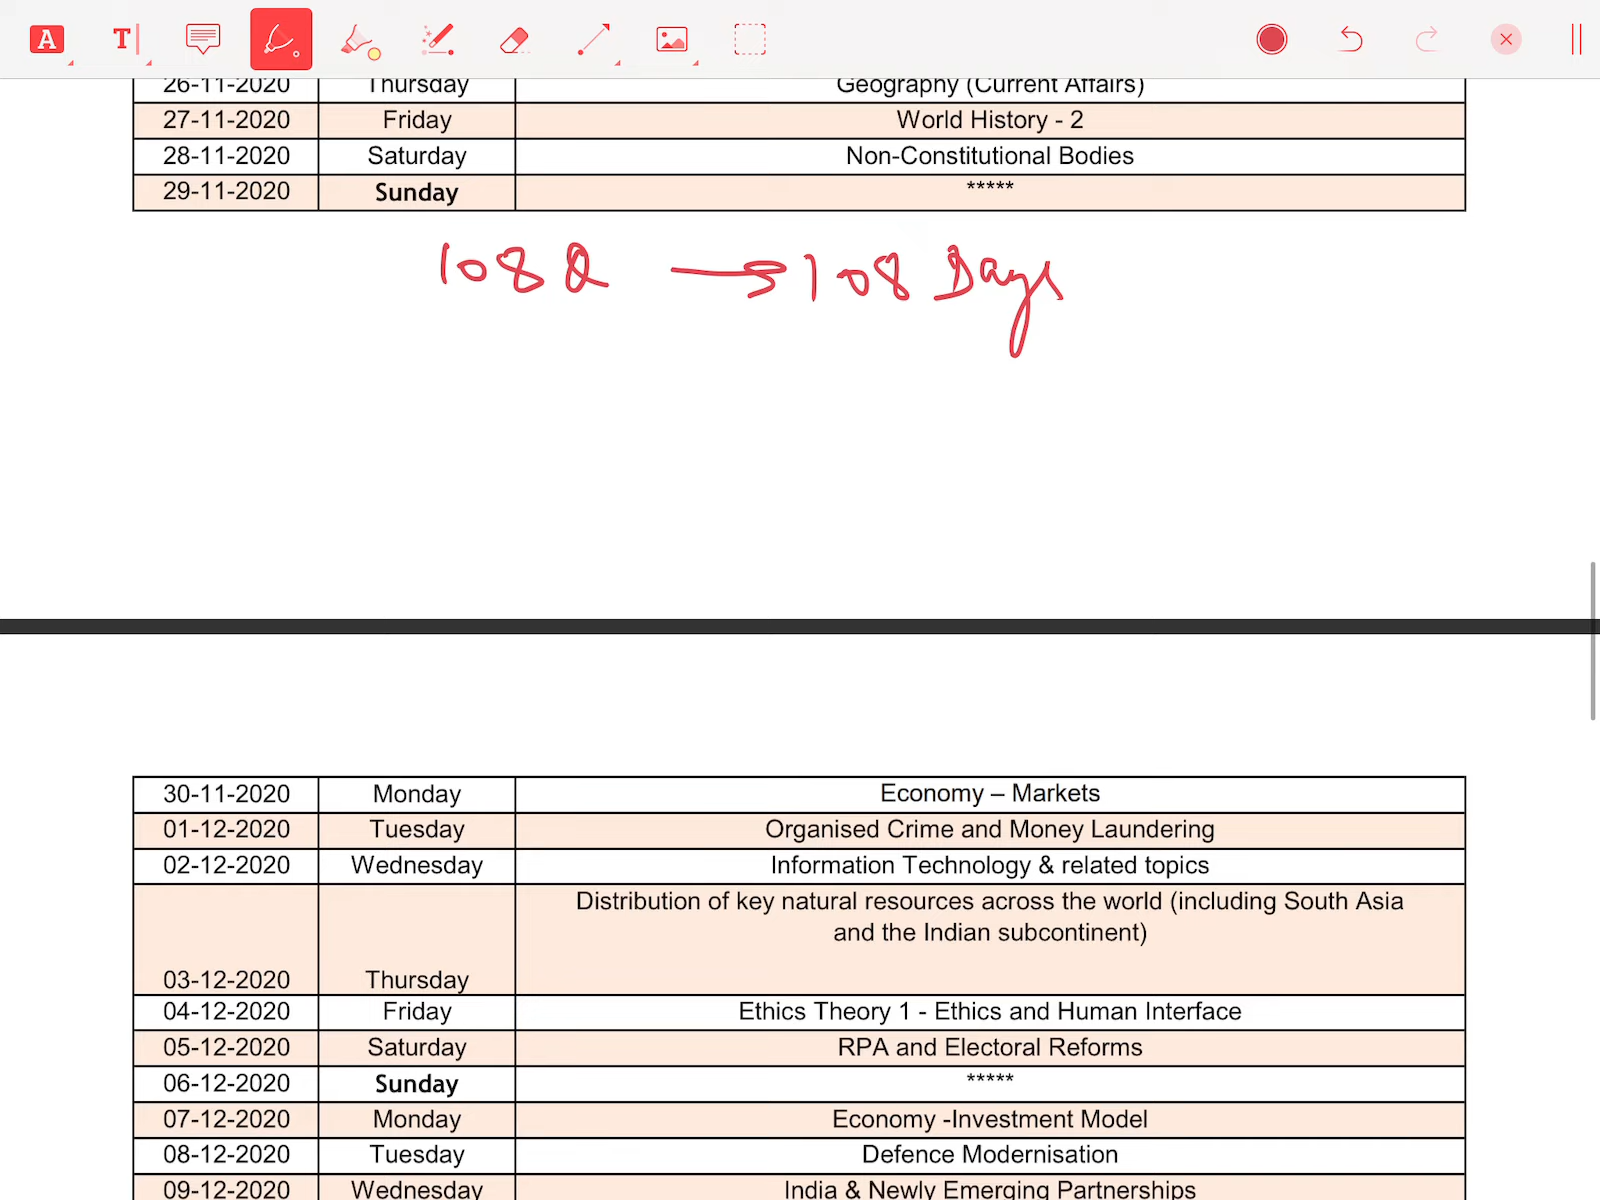 A T
26-11-2020 Thursday Geography (Current Affairs)
27-11-2020 Friday World History - 2
28-11-2020 Saturday Non-Constitutional Bodies
29-11-2020 Sunday *****
108 Q → 108 Days
30-11-2020 Monday Economy – Markets
01-12-2020 Tuesday Organised Crime and Money Laundering
02-12-2020 Wednesday Information Technology & related topics
Distribution of key natural resources across the world (including South Asia
and the Indian subcontinent)
03-12-2020 Thursday
04-12-2020 Friday Ethics Theory 1 - Ethics and Human Interface
05-12-2020 Saturday RPA and Electoral Reforms
06-12-2020 Sunday *****
07-12-2020 Monday Economy -Investment Model
08-12-2020 Tuesday Defence Modernisation
09-12-2020 Wednesday India & Newly Emerging Partnerships